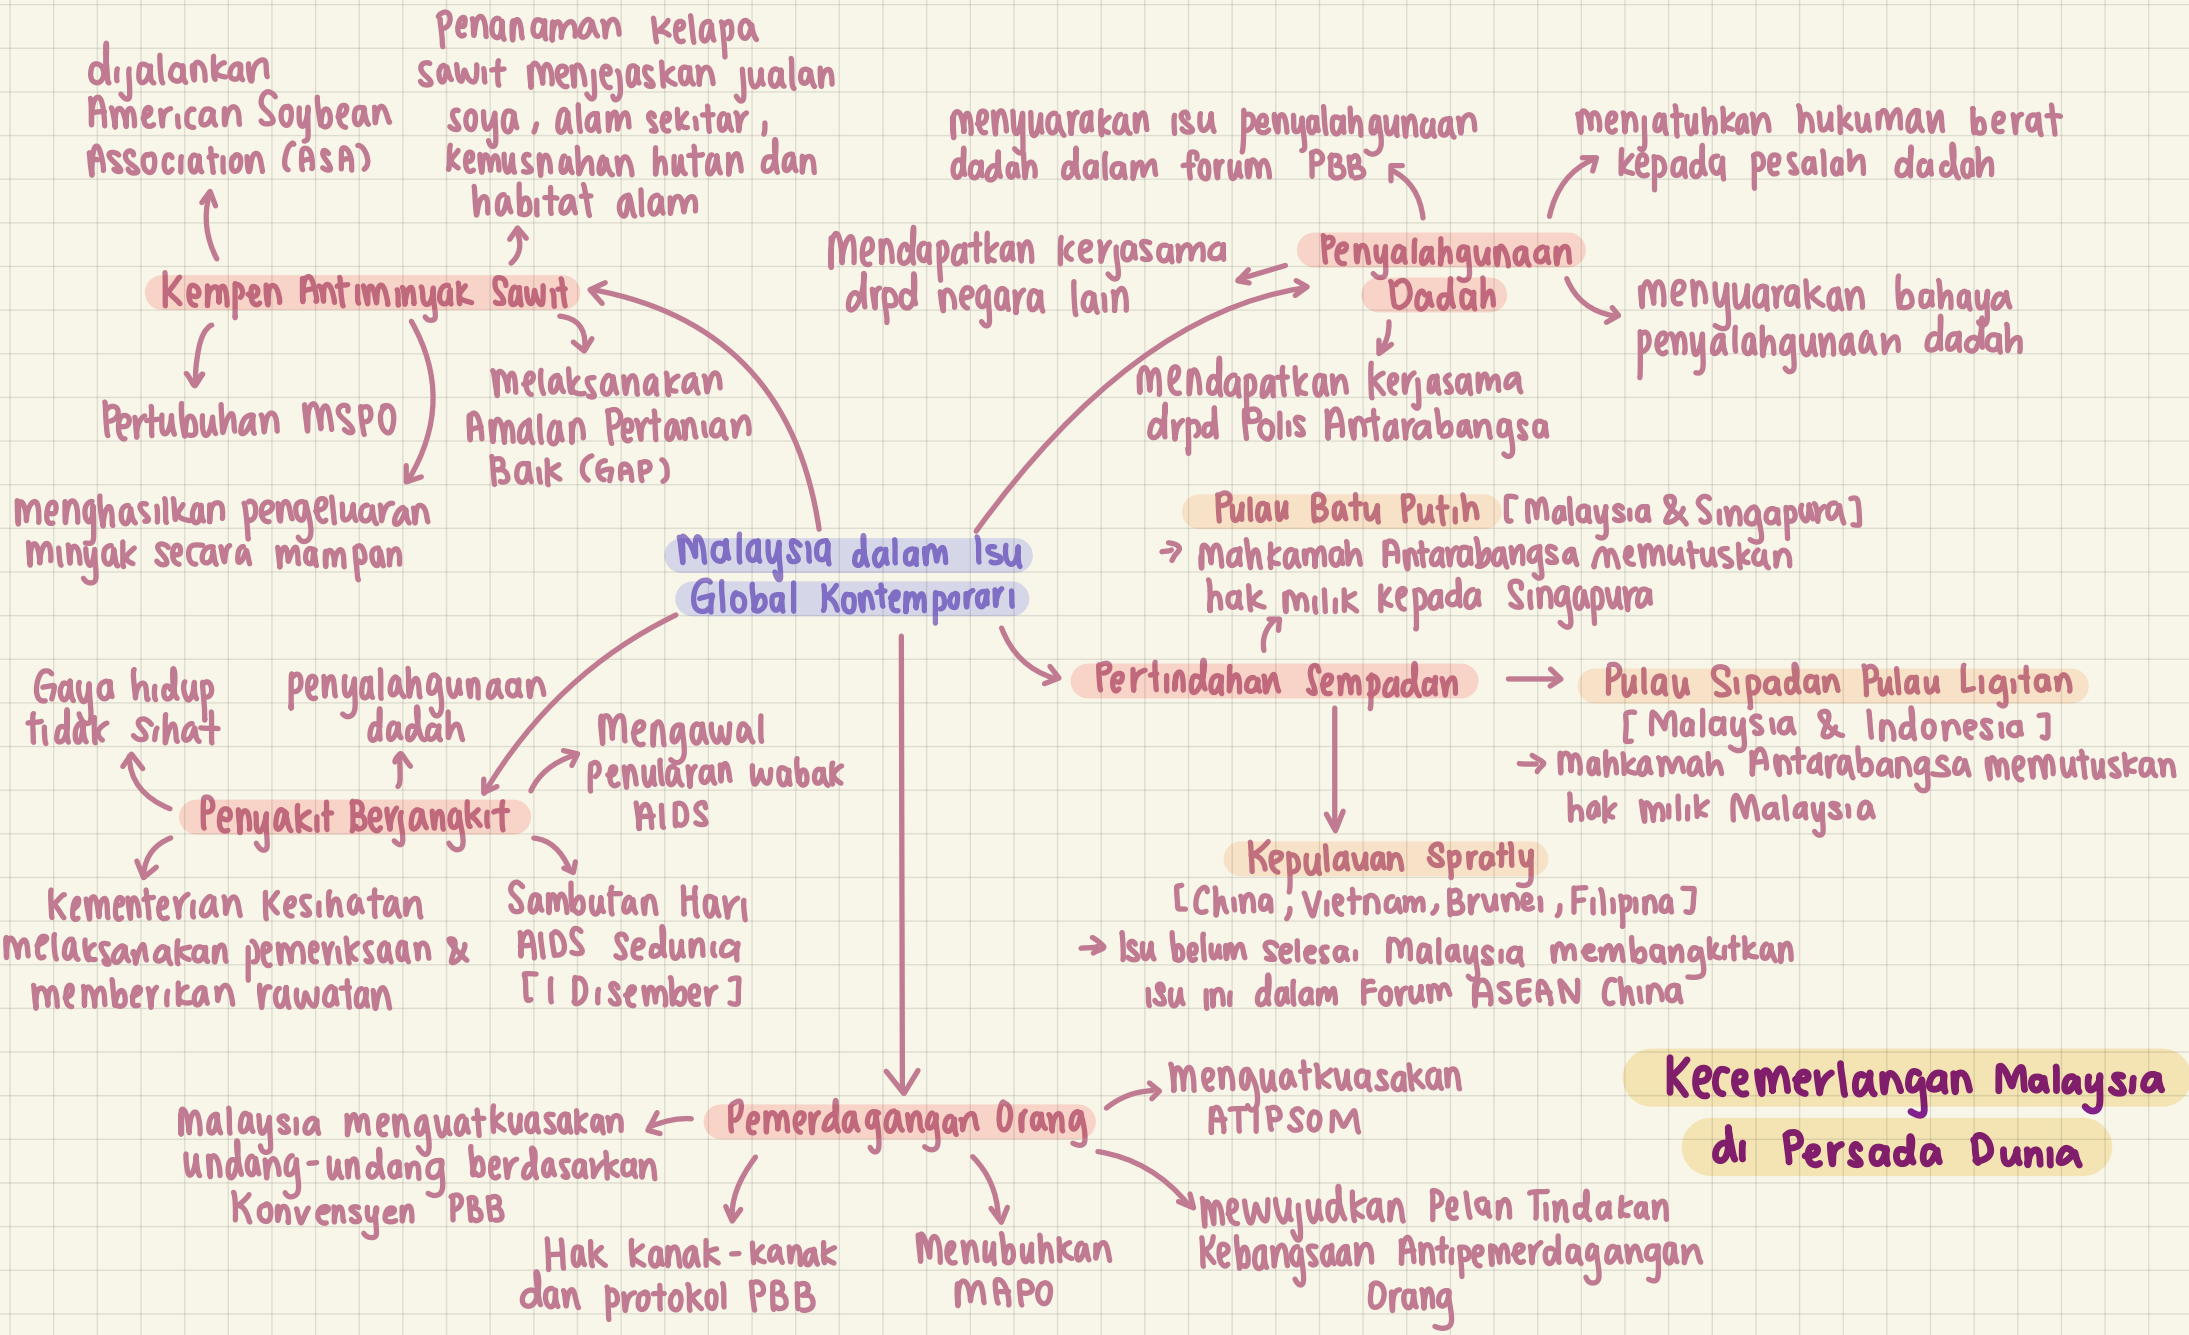 dijalankan
American Soybean
Association (ASA)
Penanaman kelapa
sawit menjejaskan jualan
soya, alam sekitar,
kemusnahan hutan dan
habitat alam
Kempen Antiminyak Sawit
Pertubuhan MSPO
melaksanakan
Amalan Pertanian
Baik (GAP)
menghasilkan pengeluaran
minyak secara mampan
menyuarakan isu penyalahgunaan
dadah dalam forum PBB
menjatuhkan hukuman berat
kepada pesalah dadah
Mendapatkan kerjasama
drpd negara lain
Penyalahgunaan
Dadah
menyuarakan bahaya
penyalahgunaan dadah
mendapatkan kerjasama
drpd Polis Antarabangsa
Malaysia dalam Isu
Global Kontemporari
Pulau Batu Putih [Malaysia & Singapura]
→ Mahkamah Antarabangsa memutuskan
hak milik kepada Singapura
Pertindahan Sempadan
Pulau Sipadan Pulau Ligitan
[Malaysia & Indonesia]
→ Mahkamah Antarabangsa memutuskan
hak milik Malaysia
Kepulauan Spratly
[China, Vietnam, Brunei, Filipina]
→ Isu belum selesai Malaysia membangkitkan
isu ini dalam Forum ASEAN China
Gaya hidup
tidak sihat
penyalahgunaan
dadah
Mengawal
penularan wabak
AIDS
Penyakit Berjangkit
Kementerian Kesihatan
melaksanakan pemeriksaan &
memberikan rawatan
Sambutan Hari
AIDS Sedunia
[1 Disember]
Pemerdagangan Orang
Malaysia menguatkuasakan
undang-undang berdasarkan
Konvensyen PBB
Hak kanak-kanak
dan protokol PBB
Menubuhkan
MAPO
menguatkuasakan
ATIPSOM
mewujudkan Pelan Tindakan
Kebangsaan Antipemerdagangan
Orang
Kecemerlangan Malaysia
di Persada Dunia